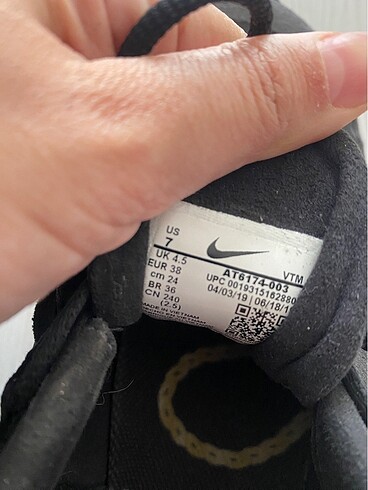 US
7
UK 4.5
EUR 38
cm 24
BR 36
CN 240
(2.5)
MADE IN VIETNAM
VTM
AT6174-003
UPC 00193151628800
04/03/19 06/18/1